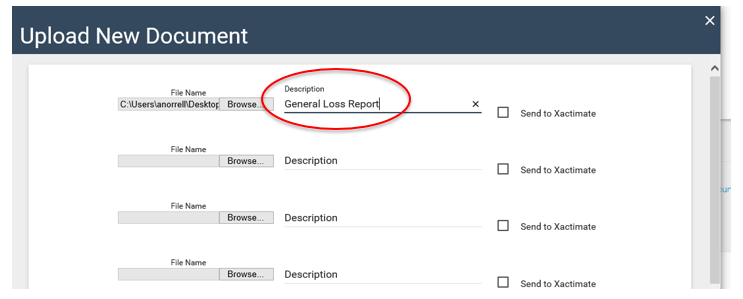 Upload New Document
File Name
Description
C:\Users\anorrell\Desktop
Browse...
General Loss Report
Send to Xactimate
File Name
Browse...
Description
Send to Xactimate
File Name
Browse...
Description
Send to Xactimate
File Name
Browse...
Description
Send to Xactimate